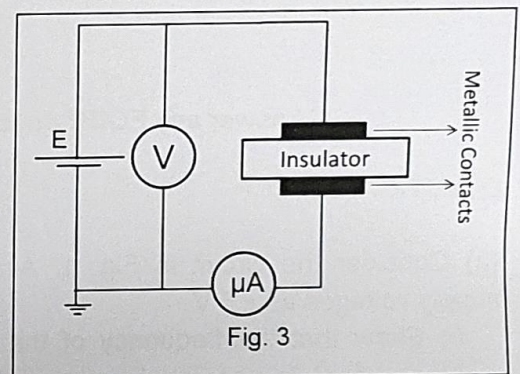 E
V
Insulator
Metallic Contacts
μA
Fig. 3